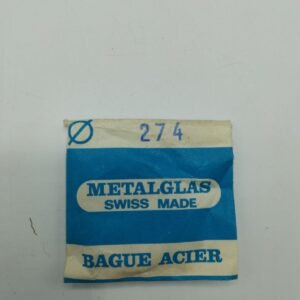 Ø 274
METALGLAS
SWISS MADE
BAGUE ACIER